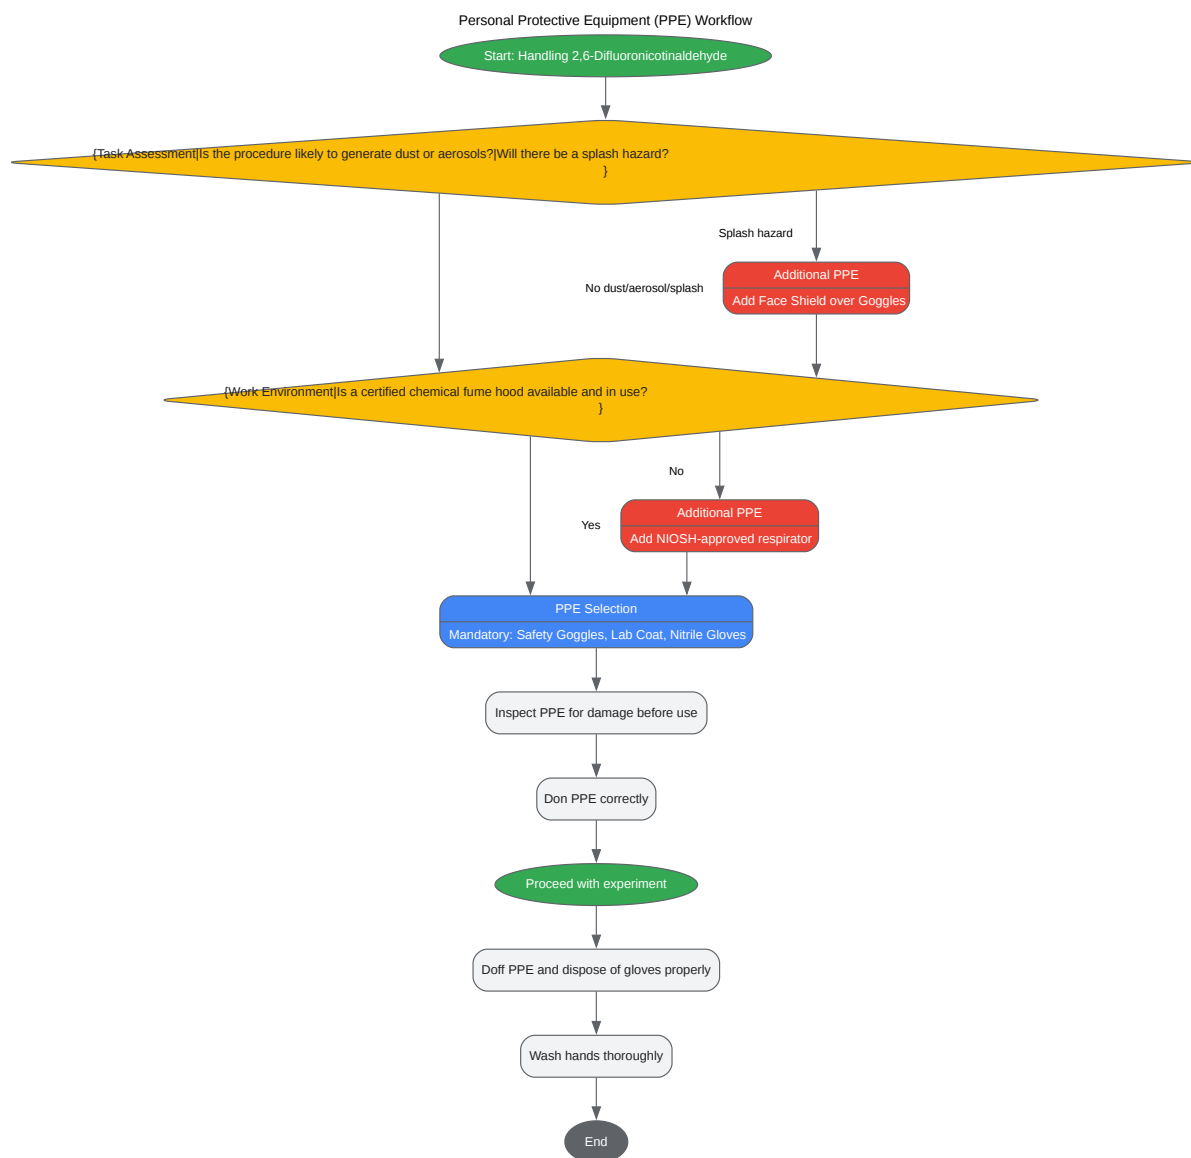 Personal Protective Equipment (PPE) Workflow
Start: Handling 2,6-Difluoronicotinaldehyde
{Task Assessment|Is the procedure likely to generate dust or aerosols?|Will there be a splash hazard?
}
Splash hazard
Additional PPE
Add Face Shield over Goggles
No dust/aerosol/splash
{Work Environment|Is a certified chemical fume hood available and in use?
}
No
Additional PPE
Add NIOSH-approved respirator
Yes
PPE Selection
Mandatory: Safety Goggles, Lab Coat, Nitrile Gloves
Inspect PPE for damage before use
Don PPE correctly
Proceed with experiment
Doff PPE and dispose of gloves properly
Wash hands thoroughly
End